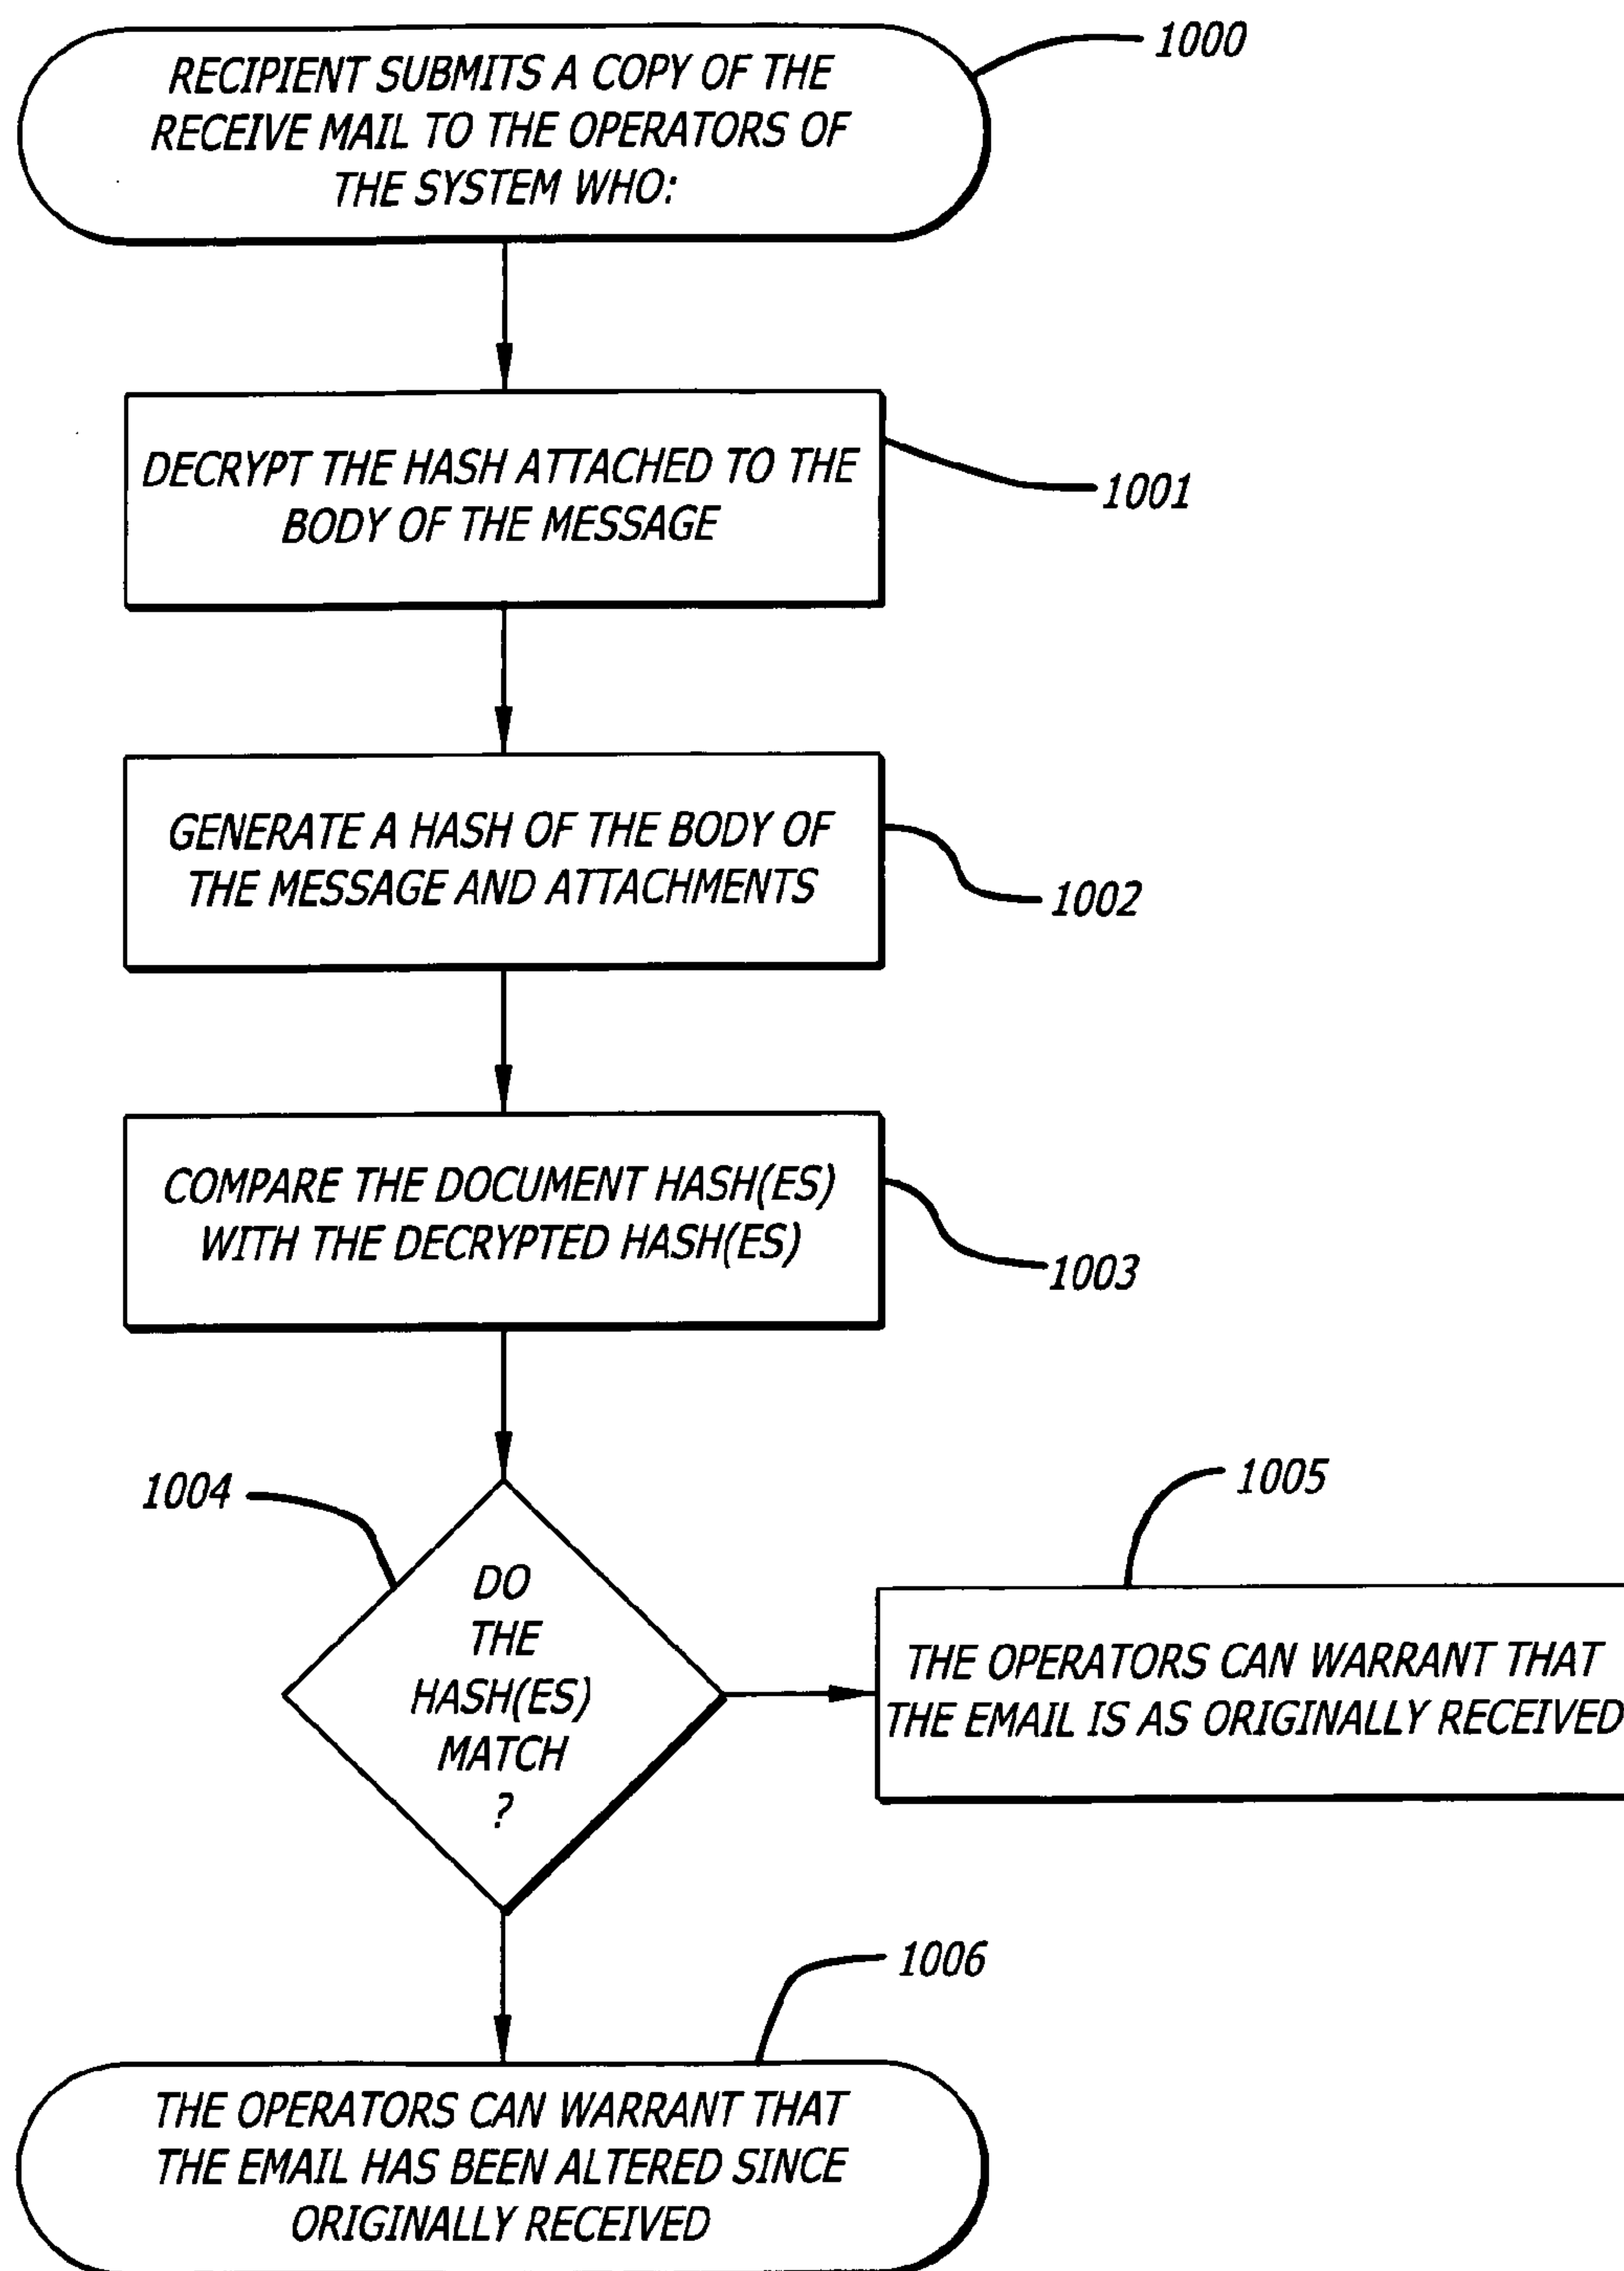 RECIPIENT SUBMITS A COPY OF THE
RECEIVE MAIL TO THE OPERATORS OF
THE SYSTEM WHO:
1000
DECRYPT THE HASH ATTACHED TO THE
BODY OF THE MESSAGE
1001
GENERATE A HASH OF THE BODY OF
THE MESSAGE AND ATTACHMENTS
1002
COMPARE THE DOCUMENT HASH(ES)
WITH THE DECRYPTED HASH(ES)
1003
1004
DO
THE
HASH(ES)
MATCH
?
1005
THE OPERATORS CAN WARRANT THAT
THE EMAIL IS AS ORIGINALLY RECEIVED
1006
THE OPERATORS CAN WARRANT THAT
THE EMAIL HAS BEEN ALTERED SINCE
ORIGINALLY RECEIVED